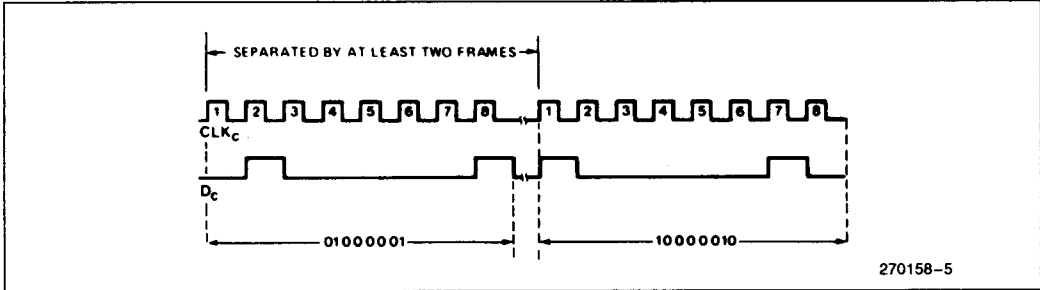 SEPARATED BY AT LEAST TWO FRAMES
1 2 3 4 5 6 7 8 1 2 3 4 5 6 7 8
CLKC
DC
01000001 10000010
270158-5